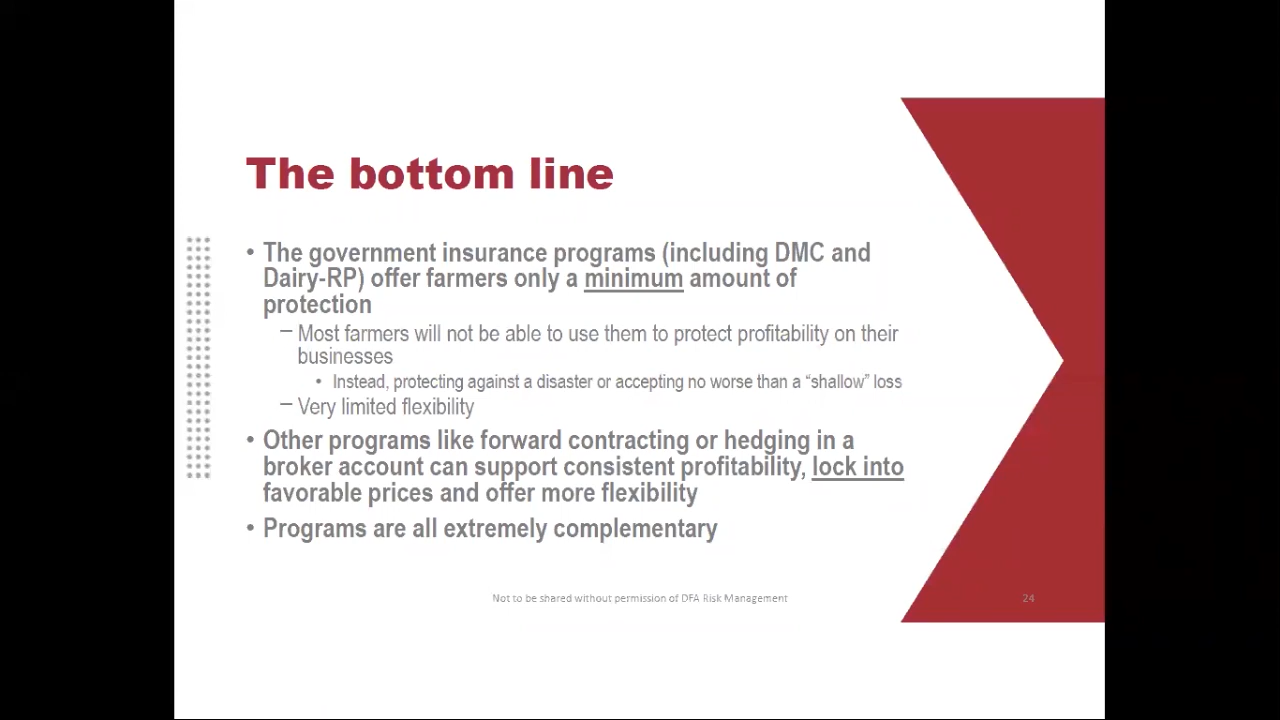 The bottom line
• The government insurance programs (including DMC and
Dairy-RP) offer farmers only a minimum amount of
protection
– Most farmers will not be able to use them to protect profitability on their
businesses
• Instead, protecting against a disaster or accepting no worse than a “shallow” loss
– Very limited flexibility
• Other programs like forward contracting or hedging in a
broker account can support consistent profitability, lock into
favorable prices and offer more flexibility
• Programs are all extremely complementary
Not to be shared without permission of DFA Risk Management
24